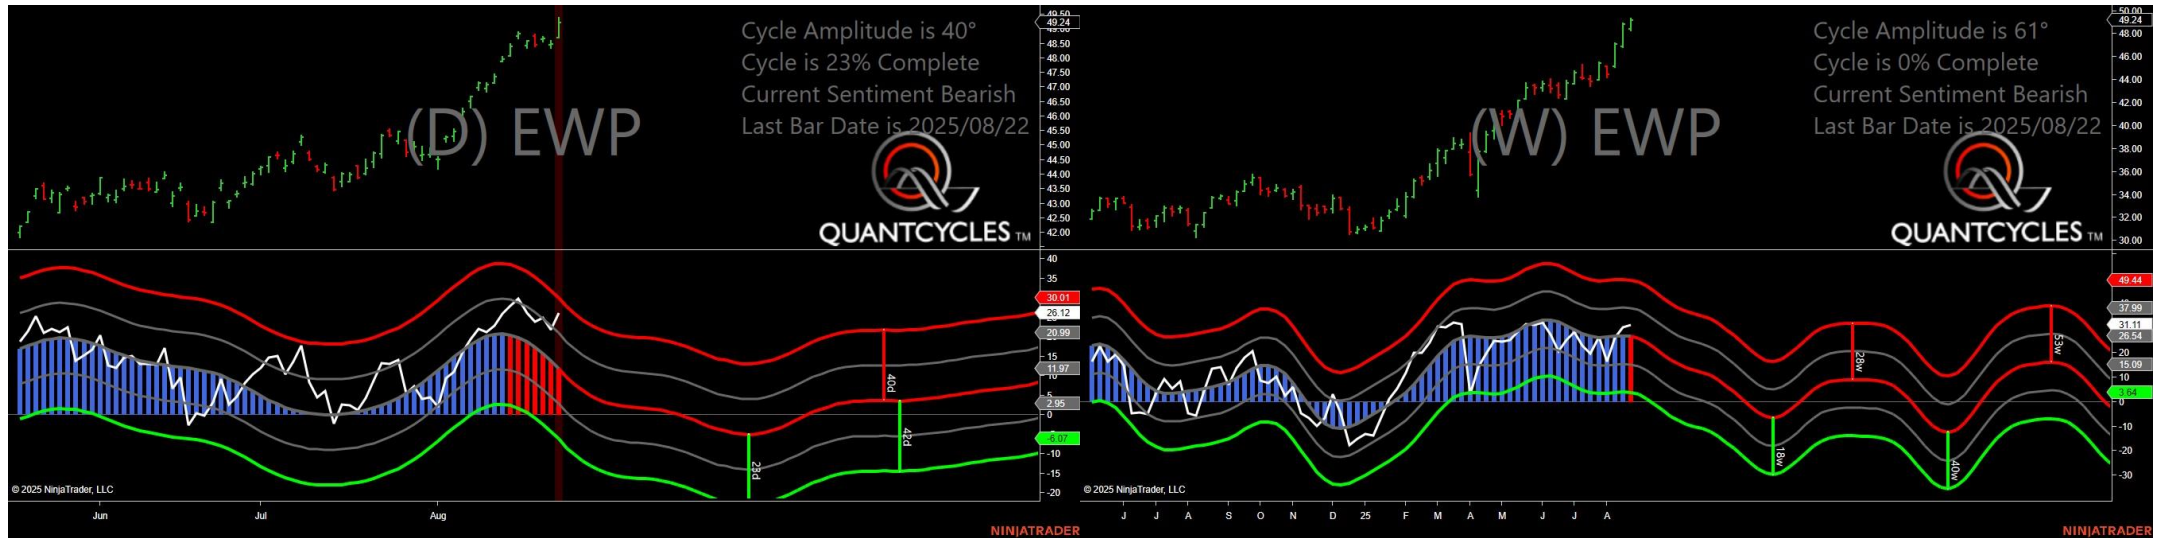 Cycle Amplitude is 40°
Cycle is 23% Complete
Current Sentiment Bearish
Last Bar Date is 2025/08/22
(D) EWP
QUANTCYCLES TM
49.50
49.24
49.00
48.50
48.00
47.50
47.00
46.50
46.00
45.50
45.00
44.50
44.00
43.50
43.00
42.50
42.00
40
35
30.01
26.12
20.99
15
11.97
5
2.95
0
-6.07
-10
-15
-20
40d
42d
23d
© 2025 NinjaTrader, LLC
Jun Jul Aug
NINJATRADER
Cycle Amplitude is 61°
Cycle is 0% Complete
Current Sentiment Bearish
Last Bar Date is 2025/08/22
(W) EWP
QUANTCYCLES TM
50.00
49.24
48.00
46.00
44.00
42.00
40.00
38.00
36.00
34.00
32.00
30.00
49.44
37.99
31.11
26.54
20
15.09
10
3.64
0
-10
-20
-30
28w
53w
18w
40w
© 2025 NinjaTrader, LLC
J J A S O N D 25 F M A M J J A
NINJATRADER